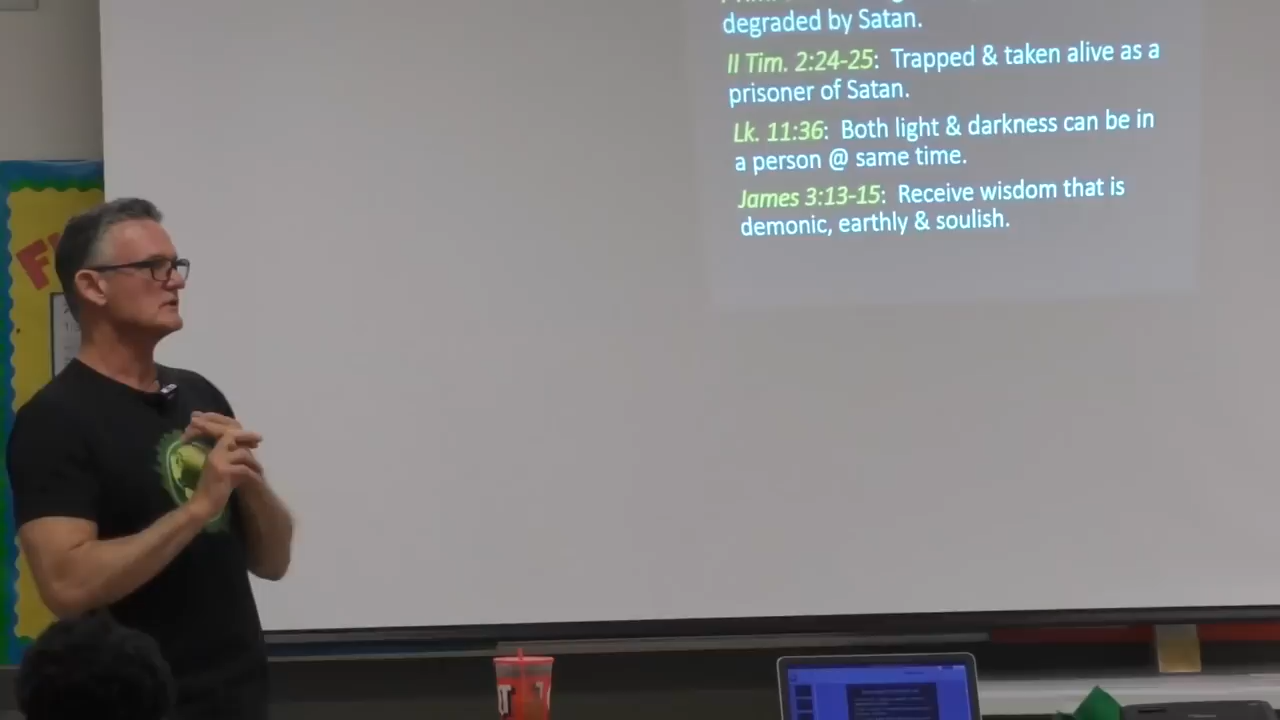 degraded by Satan.
II Tim. 2:24-25: Trapped & taken alive as a
prisoner of Satan.
Lk. 11:36: Both light & darkness can be in
a person @ same time.
James 3:13-15: Receive wisdom that is
demonic, earthly & soulish.